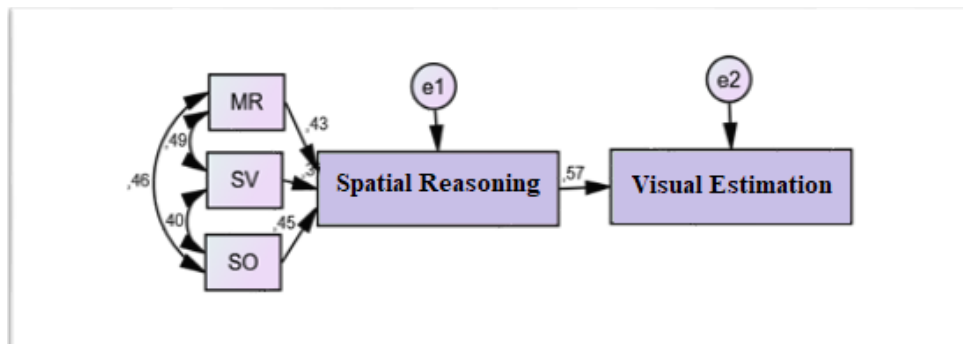 e1
e2
MR
,43
,49
,46
SV
Spatial Reasoning
,57
Visual Estimation
,40
,45
SO